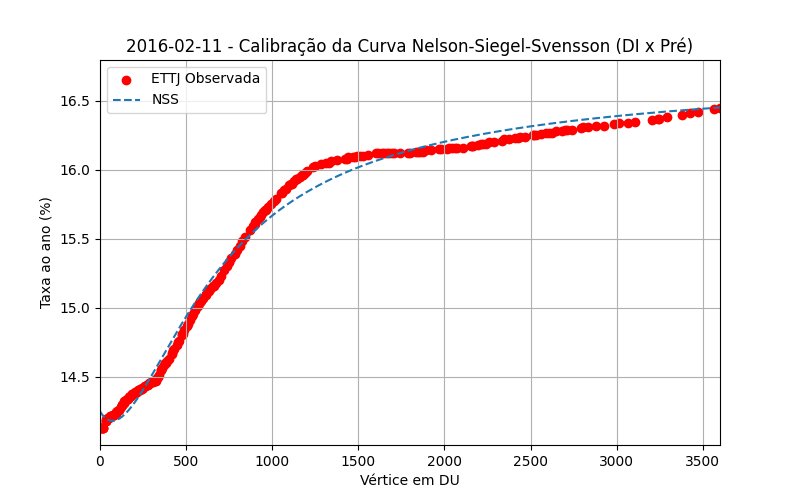 2016-02-11 - Calibração da Curva Nelson-Siegel-Svensson (DI x Pré)
ETTJ Observada
NSS
Taxa ao ano (%)
16.5
16.0
15.5
15.0
14.5
0 500 1000 1500 2000 2500 3000 3500
Vértice em DU